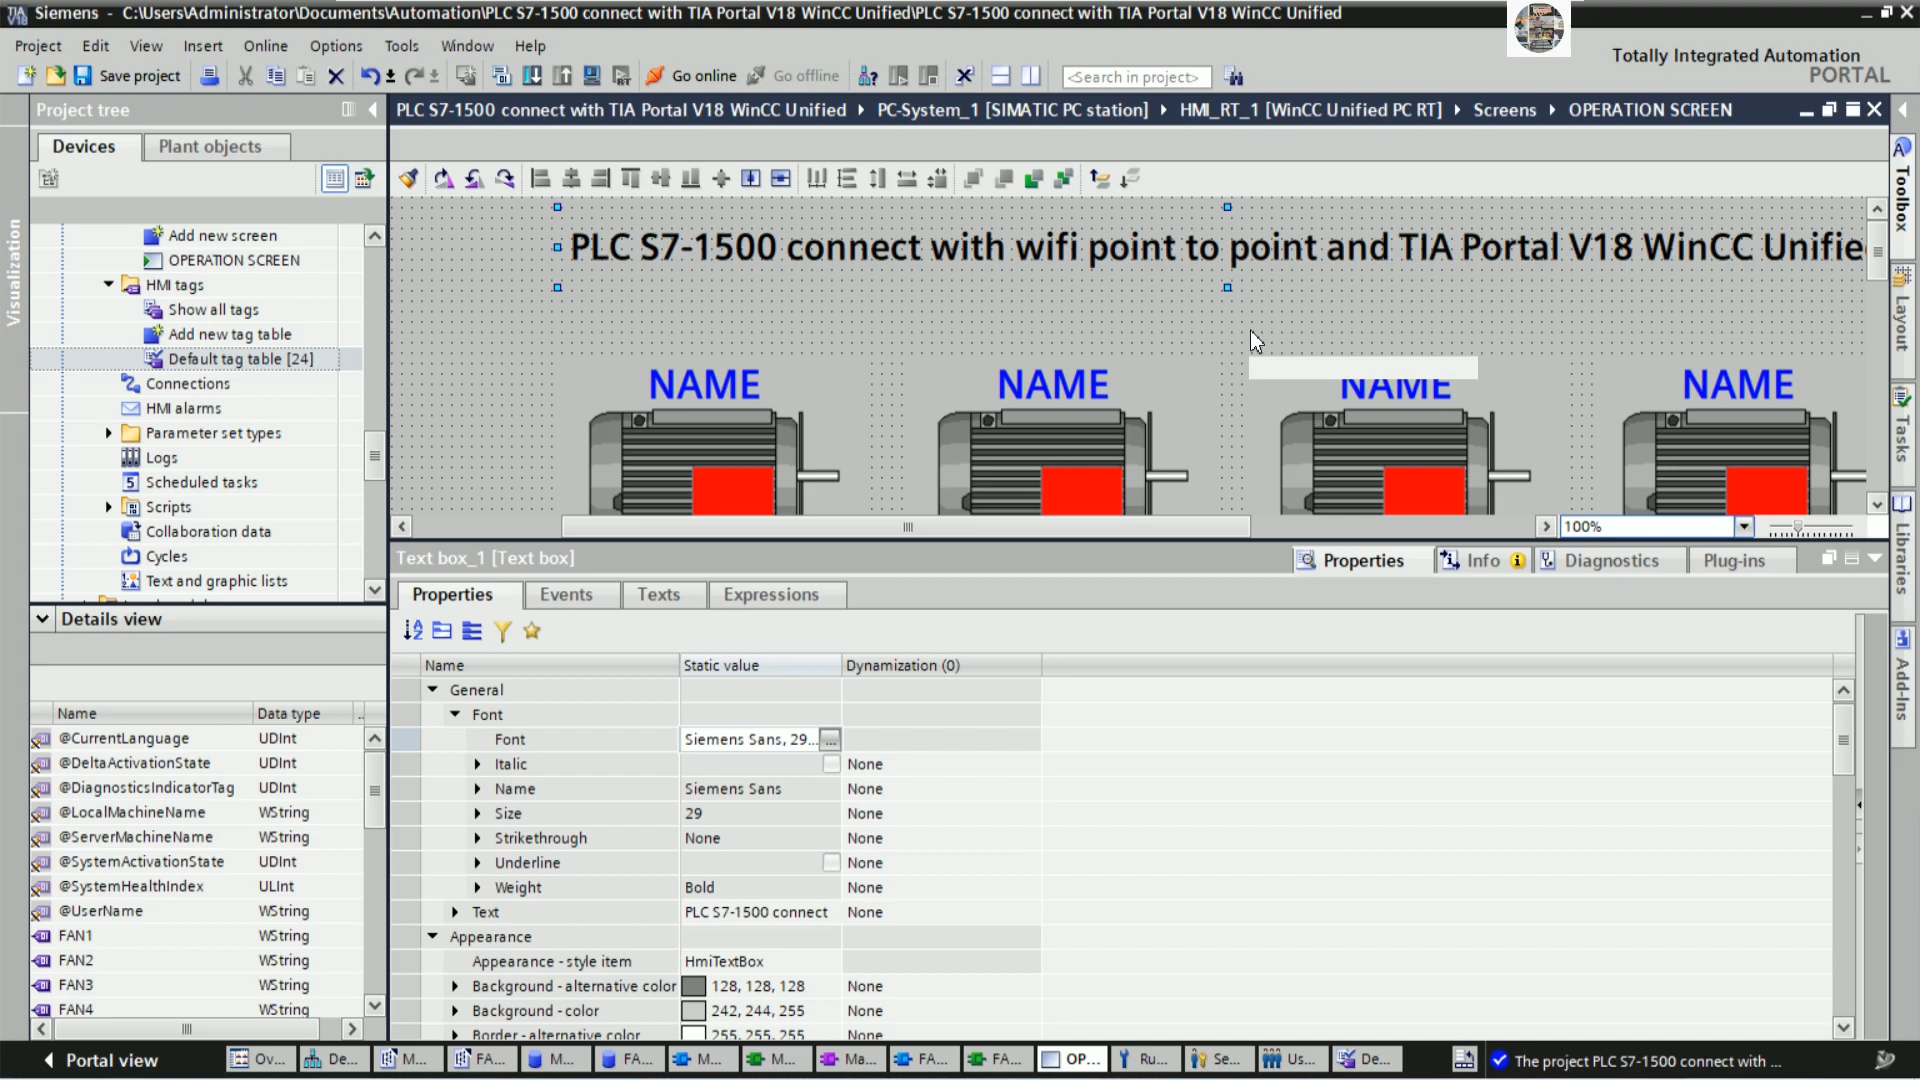 Siemens - C:\Users\Administrator\Documents\Automation\PLC S7-1500 connect with TIA Portal V18 WinCC Unified\PLC S7-1500 connect with TIA Portal V18 WinCC Unified
Project Edit View Insert Online Options Tools Window Help
Totally Integrated Automation
PORTAL
Save project Go online Go offline <Search in project>
Project tree
PLC S7-1500 connect with TIA Portal V18 WinCC Unified PC-System_1 [SIMATIC PC station] HMI_RT_1 [WinCC Unified PC RT] Screens OPERATION SCREEN
Devices Plant objects
Visualization
Add new screen
OPERATION SCREEN
HMI tags
Show all tags
Add new tag table
Default tag table [24]
Connections
HMI alarms
Parameter set types
Logs
Scheduled tasks
Scripts
Collaboration data
Cycles
Text and graphic lists
PLC S7-1500 connect with wifi point to point and TIA Portal V18 WinCC Unifie
NAME NAME NAME NAME
100%
Toolbox
Layout
Tasks
Libraries
Add-Ins
Details view
Name Data type ..
@CurrentLanguage UDInt
@DeltaActivationState UDInt
@DiagnosticsIndicatorTag UDInt
@LocalMachineName WString
@ServerMachineName WString
@SystemActivationState UDInt
@SystemHealthIndex ULInt
@UserName WString
FAN1 WString
FAN2 WString
FAN3 WString
FAN4 WString
Text box_1 [Text box]
Properties Info Diagnostics Plug-ins
Properties Events Texts Expressions
Name Static value Dynamization (0)
General
Font
Font Siemens Sans, 29... ...
Italic None
Name Siemens Sans None
Size 29 None
Strikethrough None None
Underline None
Weight Bold None
Text PLC S7-1500 connect None
Appearance
Appearance - style item HmiTextBox
Background - alternative color 128, 128, 128 None
Background - color 242, 244, 255 None
Border - alternative color 255, 255, 255 None
Portal view Ov... De... M... FA... M... FA... M... M... Ma... FA... FA... OP... Ru... Se... Us... De... The project PLC S7-1500 connect with ...